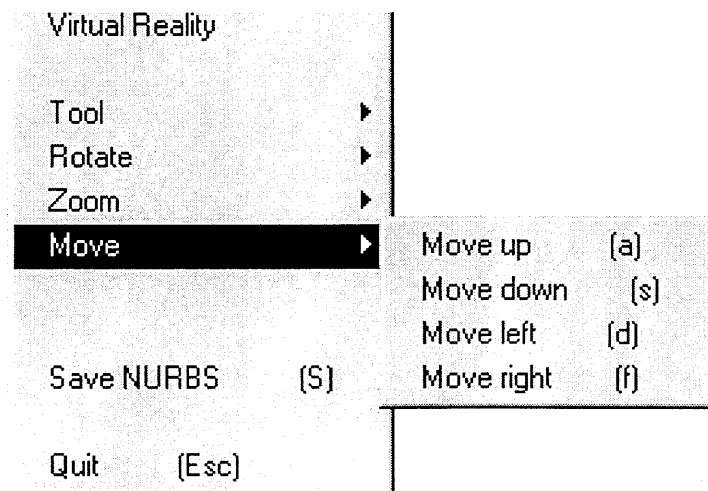 Virtual Reality
Tool
Rotate
Zoom
Move
Move up (a)
Move down (s)
Move left (d)
Move right (f)
Save NURBS (S)
Quit (Esc)